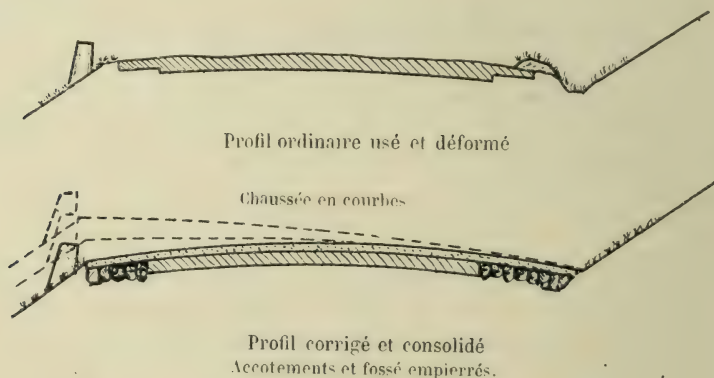 Profil ordinaire usé et déformé
Chaussée en courbes
Profil corrigé et consolidé
Accotements et fossé empierrés.